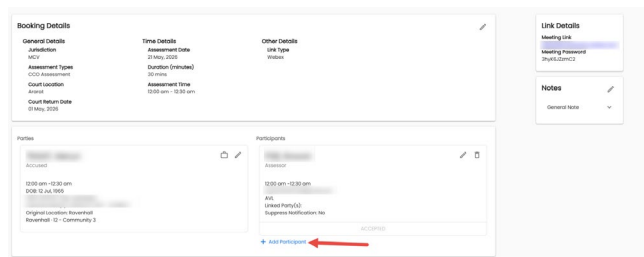 Booking Details
General Details
Jurisdiction
MCV
Assessment Types
CCO Assessment
Court Location
Ararat
Court Return Date
01 May, 2026
Time Details
Assessment Date
21 May, 2026
Duration (minutes)
30 mins
Assessment Time
12:00 am - 12:30 am
Other Details
Link Type
Webex
Link Details
Meeting Link
Meeting Password
3hyK6JZzmC2
Notes
General Note
Parties
Accused
12:00 am -12:30 am
DOB: 12 Jul, 1965
Original Location: Ravenhall
Ravenhall : 12 - Community 3
Participants
Assessor
12:00 am -12:30 am
AVL
Linked Party(s):
Suppress Notification: No
ACCEPTED
+ Add Participant